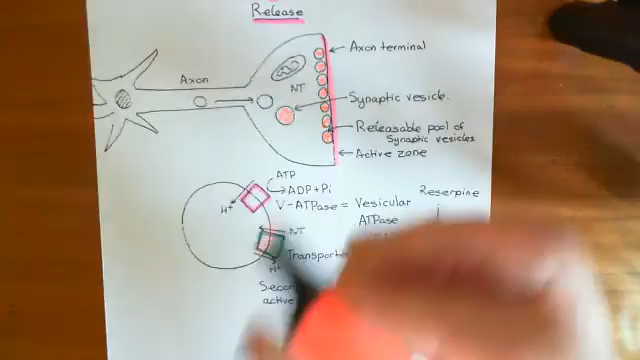 Release
Axon terminal
Axon
NT
Synaptic vesicle.
Releasable pool of
Synaptic vesicles
Active zone
ATP
ADP + Pi
H+
V-ATPase = Vesicular
ATPase
Reserpine
NT
Transporte
H+
Secon
active